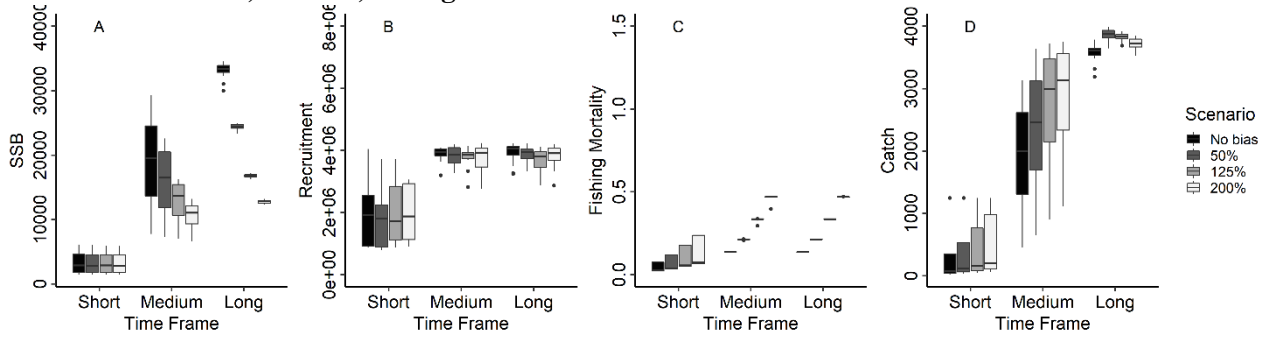 A
SSB
0
10000
20000
30000
40000
Short
Medium
Long
Time Frame
B
Recruitment
0e+00
2e+06
4e+06
6e+06
8e+06
Short
Medium
Long
Time Frame
C
Fishing Mortality
0.0
0.5
1.0
1.5
Short
Medium
Long
Time Frame
D
Catch
0
1000
2000
3000
4000
Short
Medium
Long
Time Frame
Scenario
No bias
50%
125%
200%